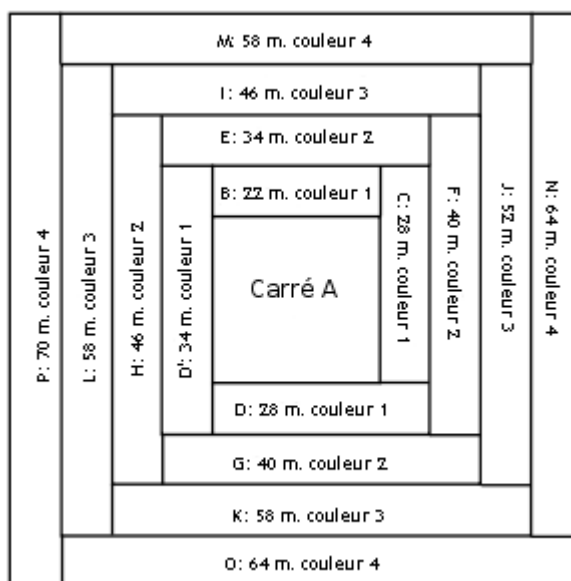 M: 58 m. couleur 4
I: 46 m. couleur 3
E: 34 m. couleur 2
B: 22 m. couleur 1
P: 70 m. couleur 4
L: 58 m. couleur 3
H: 46 m. couleur 2
D': 34 m. couleur 1
Carré A
C: 28 m. couleur 1
F: 40 m. couleur 2
J: 52 m. couleur 3
N: 64 m. couleur 4
D: 28 m. couleur 1
G: 40 m. couleur 2
K: 58 m. couleur 3
O: 64 m. couleur 4